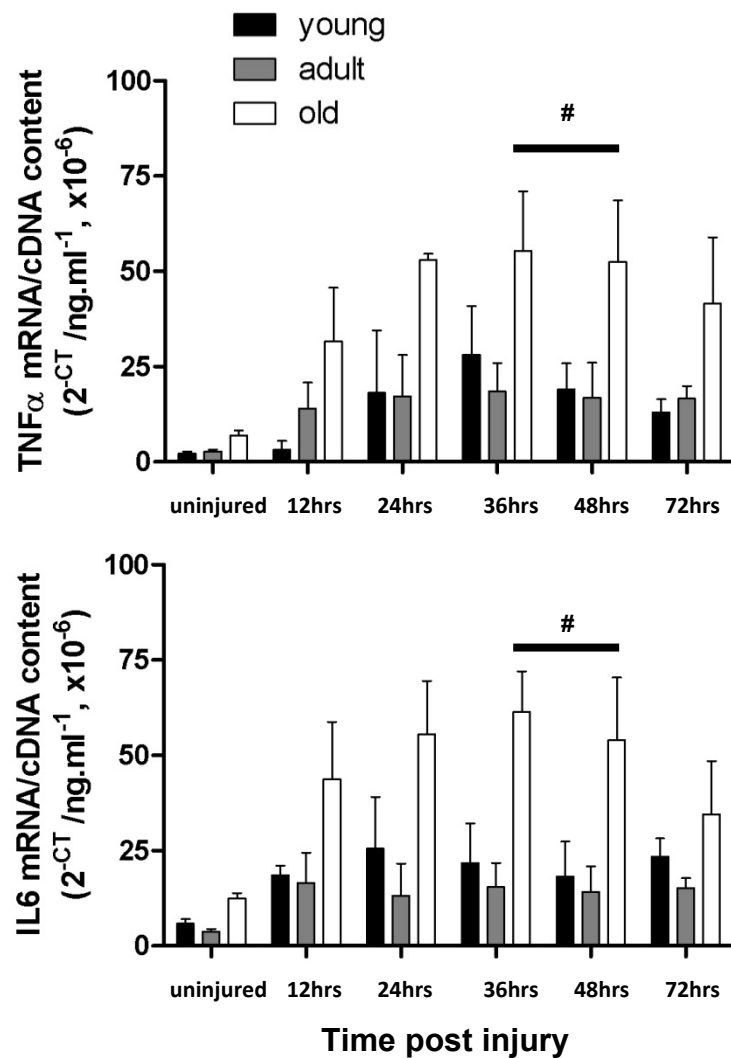 young
adult
old
TNFα mRNA/cDNA content
(2⁻ᶜᵀ /ng.ml⁻¹, x10⁻⁶)
100
75
50
25
0
#
uninjured 12hrs 24hrs 36hrs 48hrs 72hrs
IL6 mRNA/cDNA content
(2⁻ᶜᵀ /ng.ml⁻¹, x10⁻⁶)
100
75
50
25
0
#
uninjured 12hrs 24hrs 36hrs 48hrs 72hrs
Time post injury